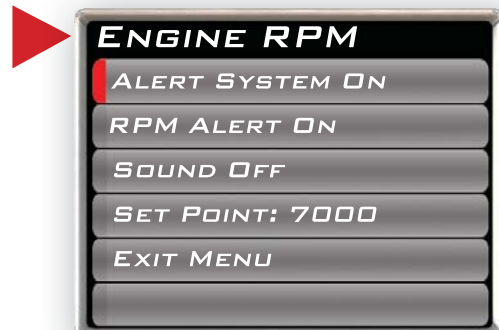 ENGINE RPM
ALERT SYSTEM ON
RPM ALERT ON
SOUND OFF
SET POINT: 7000
EXIT MENU